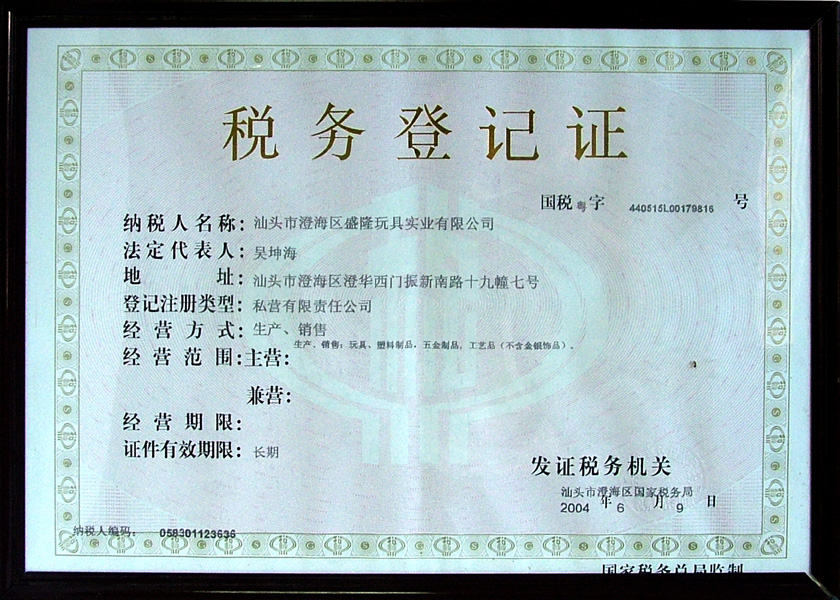 税务登记证
国税粤字 440515L00179816 号
纳税人名称: 汕头市澄海区盛隆玩具实业有限公司
法定代表人: 吴坤海
地址: 汕头市澄海区澄华西门振新南路十九幢七号
登记注册类型: 私营有限责任公司
经营方式: 生产、销售
生产、销售: 玩具、塑料制品, 五金制品, 工艺品 (不含金银饰品) 。
经营范围: 主营:
兼营:
经营期限:
证件有效期限: 长期
发证税务机关
汕头市澄海区国家税务局
2004 年 6 月 9 日
纳税人编码: 058301123636
国家税务总局监制